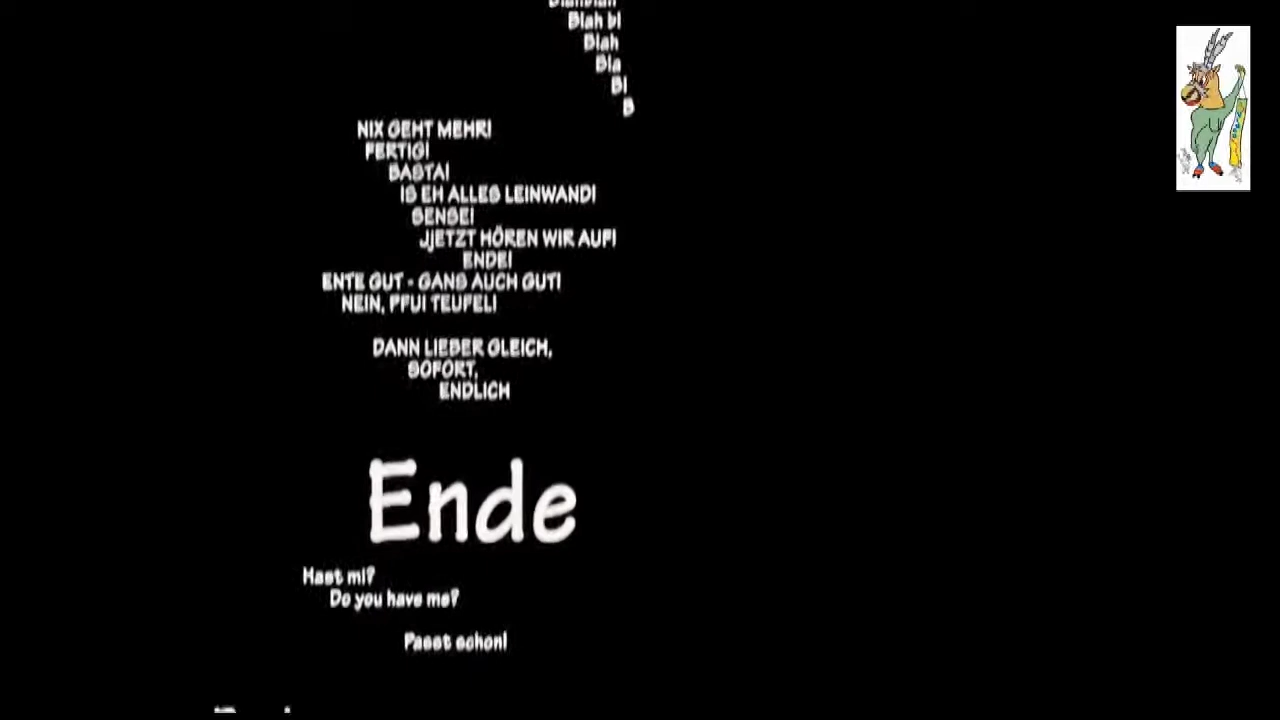 Blahblah
Blah bl
Blah
Bla
Bl
B
NIX GEHT MEHR!
FERTIG!
BASTA!
IS EH ALLES LEINWAND!
SENSE!
JjETZT HÖREN WIR AUF!
ENDE!
ENTE GUT - GANS AUCH GUT!
NEIN, PFUI TEUFEL!
DANN LIEBER GLEICH,
SOFORT,
ENDLICH
Ende
Hast mi?
Do you have me?
Passt schon!